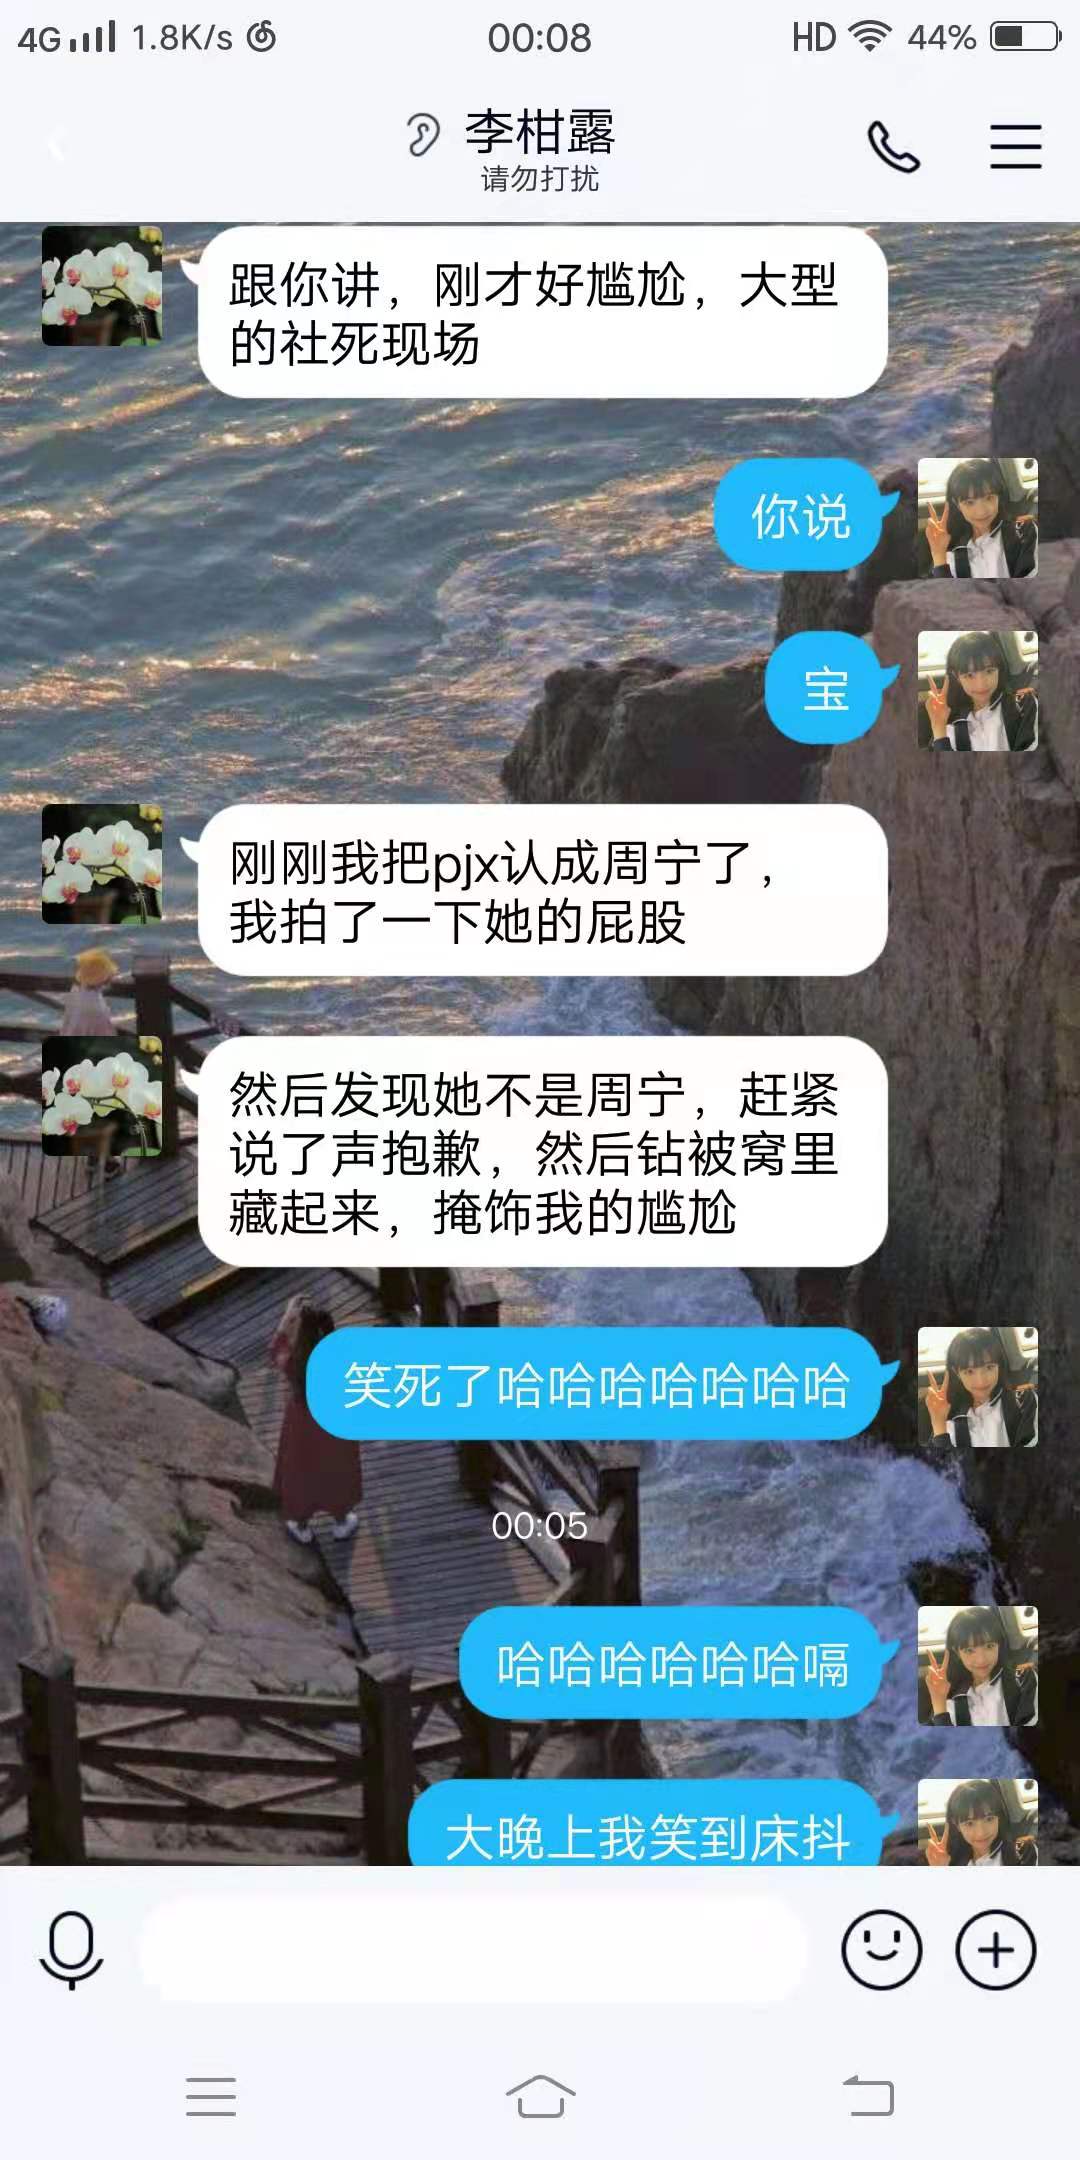 4G 1.8K/s 00:08 HD 44%
李柑露
请勿打扰
跟你讲，刚才好尴尬，大型
的社死现场
你说
宝
刚刚我把pjx认成周宁了，
我拍了一下她的屁股
然后发现她不是周宁，赶紧
说了声抱歉，然后钻被窝里
藏起来，掩饰我的尴尬
笑死了哈哈哈哈哈哈哈
00:05
哈哈哈哈哈哈嗝
大晚上我笑到床抖